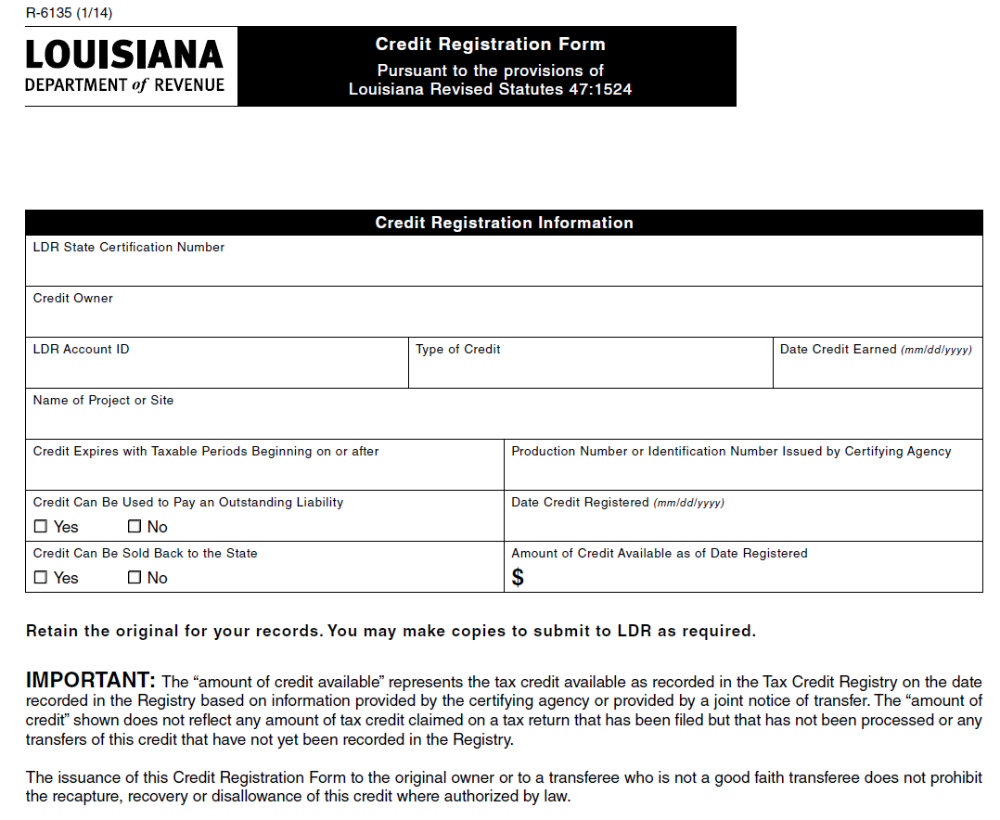 R-6135 (1/14)
LOUISIANA
DEPARTMENT of REVENUE
Credit Registration Form
Pursuant to the provisions of
Louisiana Revised Statutes 47:1524
Credit Registration Information
LDR State Certification Number
Credit Owner
LDR Account ID
Type of Credit
Date Credit Earned (mm/dd/yyyy)
Name of Project or Site
Credit Expires with Taxable Periods Beginning on or after
Production Number or Identification Number Issued by Certifying Agency
Credit Can Be Used to Pay an Outstanding Liability
☐ Yes ☐ No
Date Credit Registered (mm/dd/yyyy)
Credit Can Be Sold Back to the State
☐ Yes ☐ No
Amount of Credit Available as of Date Registered
$
Retain the original for your records. You may make copies to submit to LDR as required.
IMPORTANT: The “amount of credit available” represents the tax credit available as recorded in the Tax Credit Registry on the date
recorded in the Registry based on information provided by the certifying agency or provided by a joint notice of transfer. The “amount of
credit” shown does not reflect any amount of tax credit claimed on a tax return that has been filed but that has not been processed or any
transfers of this credit that have not yet been recorded in the Registry.
The issuance of this Credit Registration Form to the original owner or to a transferee who is not a good faith transferee does not prohibit
the recapture, recovery or disallowance of this credit where authorized by law.